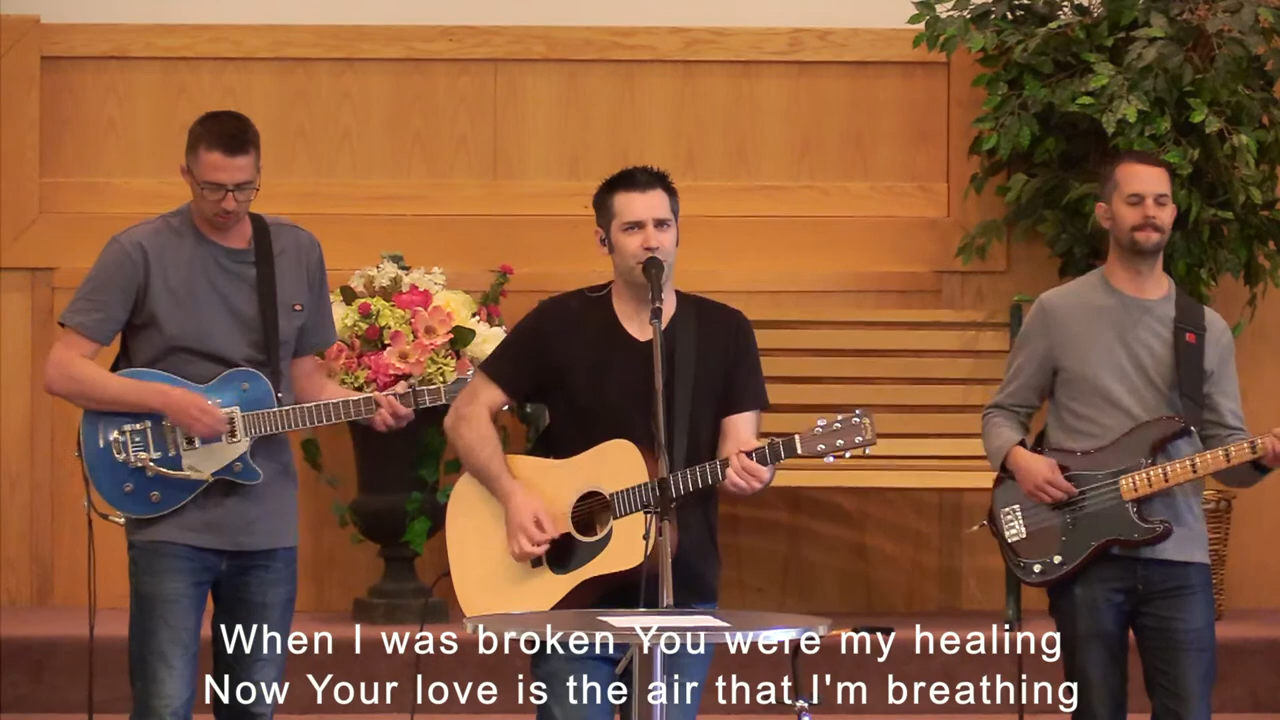 When I was broken You were my healing
Now Your love is the air that I'm breathing